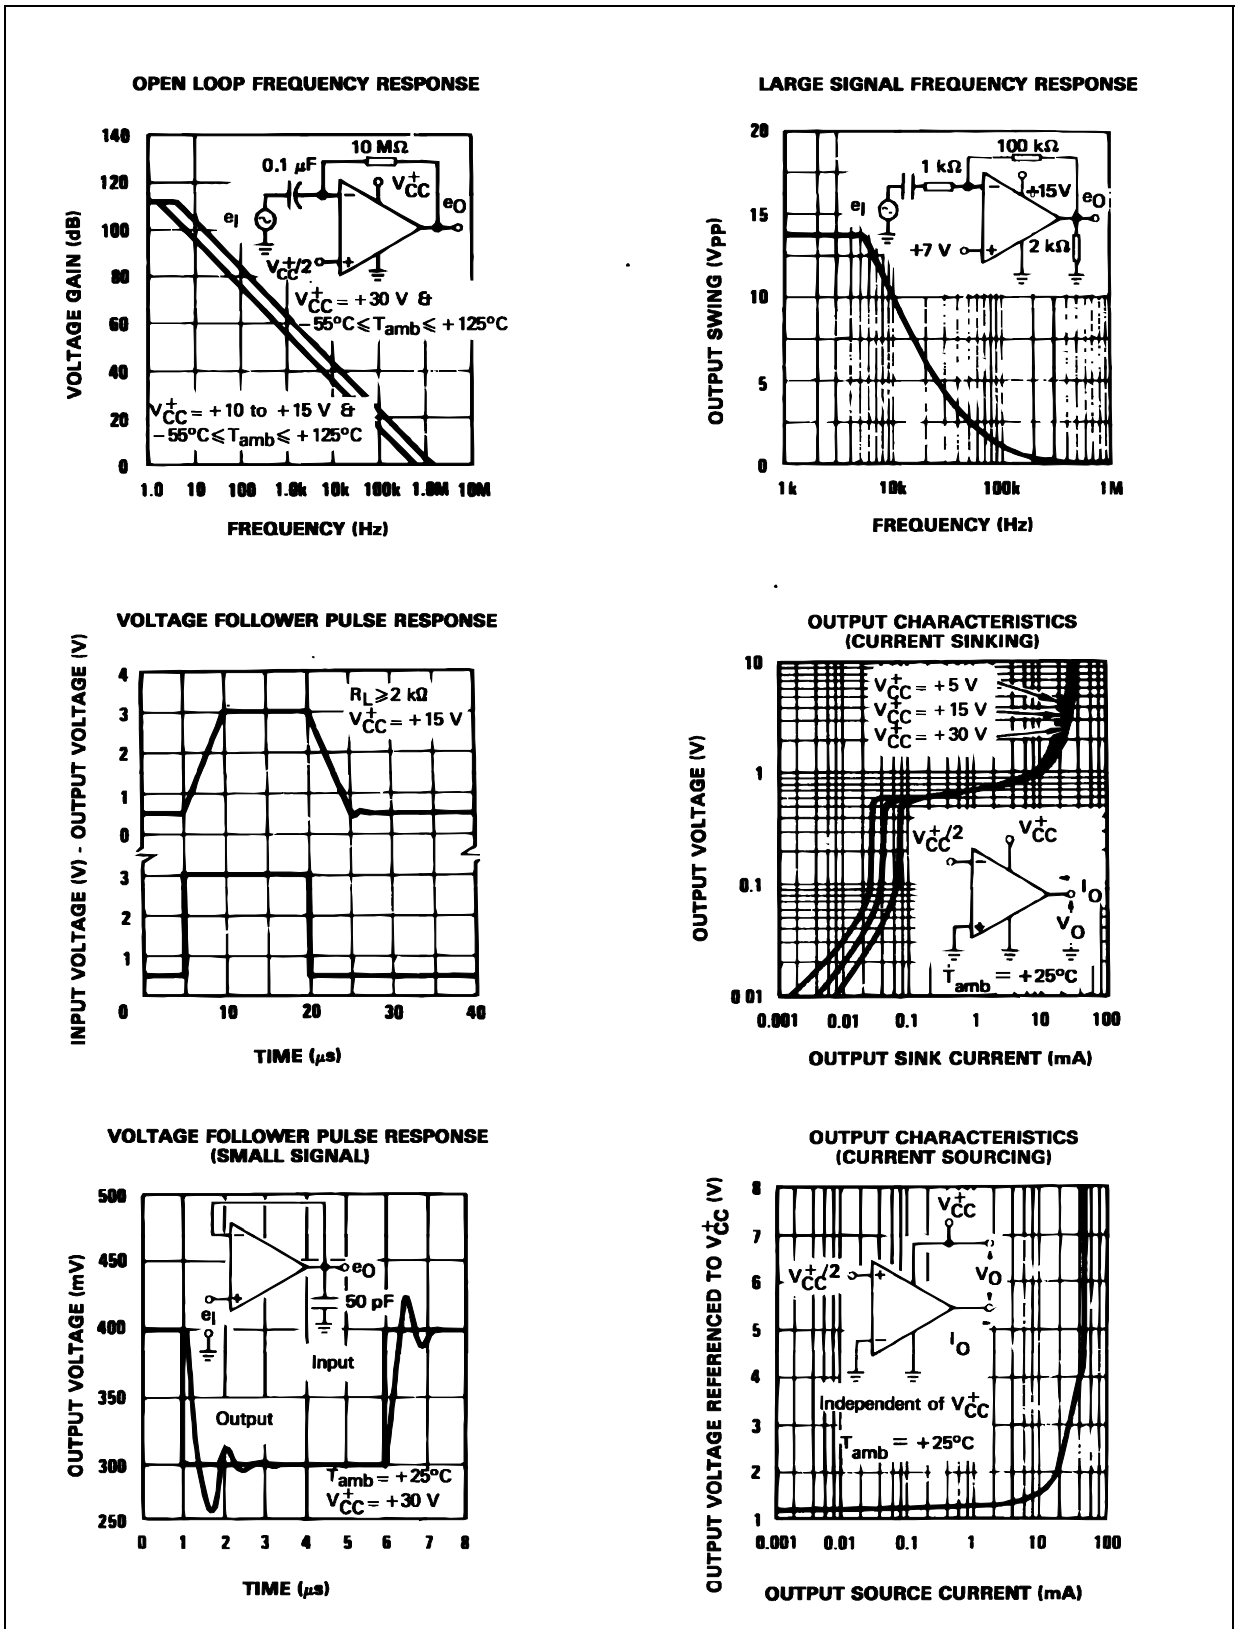 OPEN LOOP FREQUENCY RESPONSE
VOLTAGE GAIN (dB)
140
120
100
80
60
40
20
0
10 MΩ
0.1 μF
V+CC
eO
eI
V+CC/2
V+CC = +30 V &
-55°C ≤ Tamb ≤ +125°C
V+CC = +10 to +15 V &
-55°C ≤ Tamb ≤ +125°C
1.0 10 100 1.0k 10k 100k 1.0M 10M
FREQUENCY (Hz)
LARGE SIGNAL FREQUENCY RESPONSE
OUTPUT SWING (Vpp)
20
15
10
5
0
100 kΩ
1 kΩ
+15V
eO
eI
+7 V
2 kΩ
1k 10k 100k 1M
FREQUENCY (Hz)
VOLTAGE FOLLOWER PULSE RESPONSE
INPUT VOLTAGE (V) - OUTPUT VOLTAGE (V)
4
3
2
1
0
3
2
1
0
RL ≥ 2 kΩ
V+CC = +15 V
0 10 20 30 40
TIME (μs)
OUTPUT CHARACTERISTICS
(CURRENT SINKING)
OUTPUT VOLTAGE (V)
10
1
0.1
0 01
V+CC = +5 V
V+CC = +15 V
V+CC = +30 V
V+CC/2
V+CC
IO
VO
Tamb = +25°C
0.001 0.01 0.1 1 10 100
OUTPUT SINK CURRENT (mA)
VOLTAGE FOLLOWER PULSE RESPONSE
(SMALL SIGNAL)
OUTPUT VOLTAGE (mV)
500
450
400
350
300
250
eO
50 pF
eI
Input
Output
Tamb = +25°C
V+CC = +30 V
0 1 2 3 4 5 6 7 8
TIME (μs)
OUTPUT CHARACTERISTICS
(CURRENT SOURCING)
OUTPUT VOLTAGE REFERENCED TO V+CC (V)
8
7
6
5
4
3
2
1
V+CC
V+CC/2
VO
IO
Independent of V+CC
Tamb = +25°C
0.001 0.01 0.1 1 10 100
OUTPUT SOURCE CURRENT (mA)